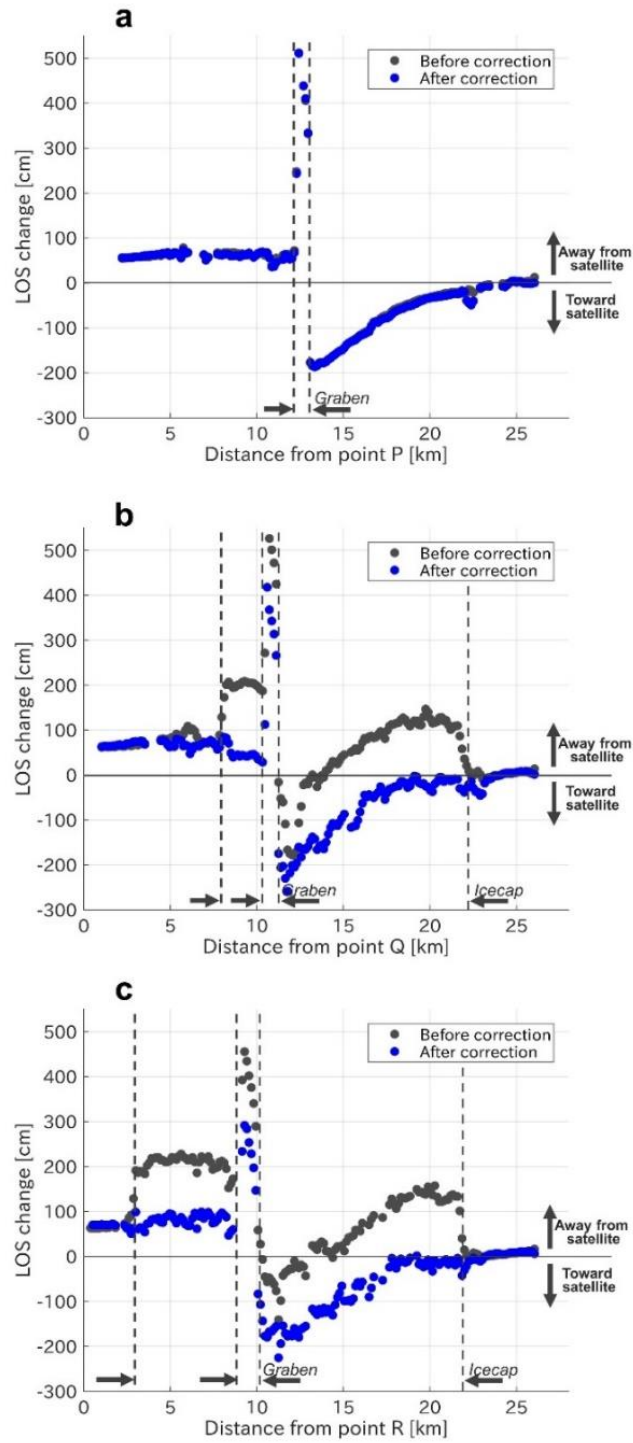 a
Before correction
After correction
LOS change [cm]
500
400
300
200
100
0
-100
-200
-300
Away from
satellite
Toward
satellite
Graben
0 5 10 15 20 25
Distance from point P [km]
b
Before correction
After correction
LOS change [cm]
500
400
300
200
100
0
-100
-200
-300
Away from
satellite
Toward
satellite
Graben Icecap
0 5 10 15 20 25
Distance from point Q [km]
c
Before correction
After correction
LOS change [cm]
500
400
300
200
100
0
-100
-200
-300
Away from
satellite
Toward
satellite
Graben Icecap
0 5 10 15 20 25
Distance from point R [km]